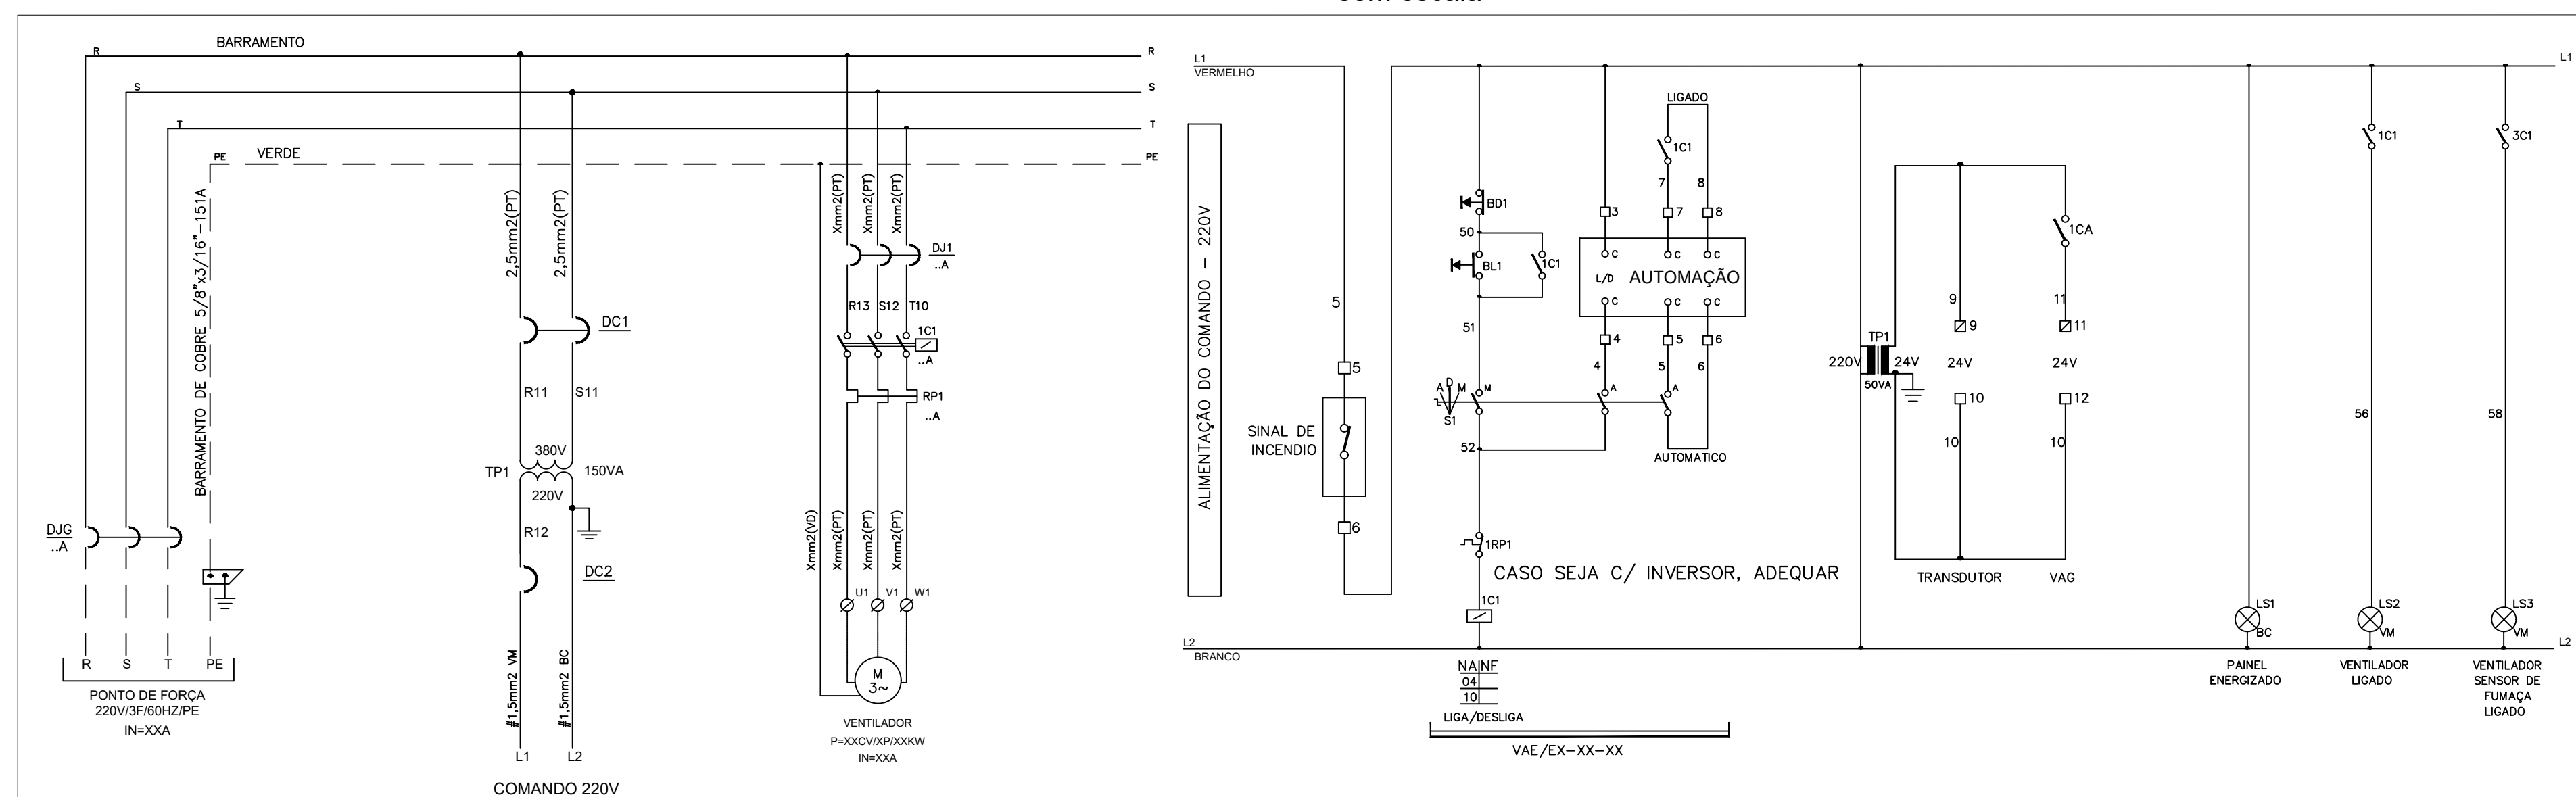 BARRAMENTO
R
R
S
S
T
T
PE
VERDE
PE
BARRAMENTO DE COBRE 5/8"x3/16"-151A
DJG
..A
R
S
T
PE
PONTO DE FORÇA
220V/3F/60HZ/PE
IN=XXA
2,5mm2(PT)
2,5mm2(PT)
DC1
R11
S11
380V
TP1
150VA
220V
R12
DC2
#1,5mm2 VM
#1,5mm2 BC
L1
L2
COMANDO 220V
Xmm2(PT)
Xmm2(PT)
Xmm2(PT)
DJ1
..A
R13
S12
T10
1C1
..A
RP1
..A
Xmm2(VD)
Xmm2(PT)
Xmm2(PT)
Xmm2(PT)
U1
V1
W1
M
3~
VENTILADOR
P=XXCV/XP/XXKW
IN=XXA
L1
VERMELHO
L1
ALIMENTAÇÃO DO COMANDO - 220V
5
5
SINAL DE
INCENDIO
6
BD1
50
BL1
1C1
51
A D M
S1
M
52
1RP1
1C1
LIGADO
1C1
7
8
3
7
8
C
C
C
L/D
AUTOMAÇÃO
C
C
C
4
5
6
4
5
6
A
A
AUTOMATICO
CASO SEJA C/ INVERSOR, ADEQUAR
L2
BRANCO
L2
NA NF
04
10
LIGA/DESLIGA
VAE/EX-XX-XX
TP1
220V
24V
50VA
1CA
9
11
9
11
24V
24V
10
12
10
10
TRANSDUTOR
VAG
1C1
3C1
56
58
LS1
BC
LS2
VM
LS3
VM
PAINEL
ENERGIZADO
VENTILADOR
LIGADO
VENTILADOR
SENSOR DE
FUMAÇA
LIGADO